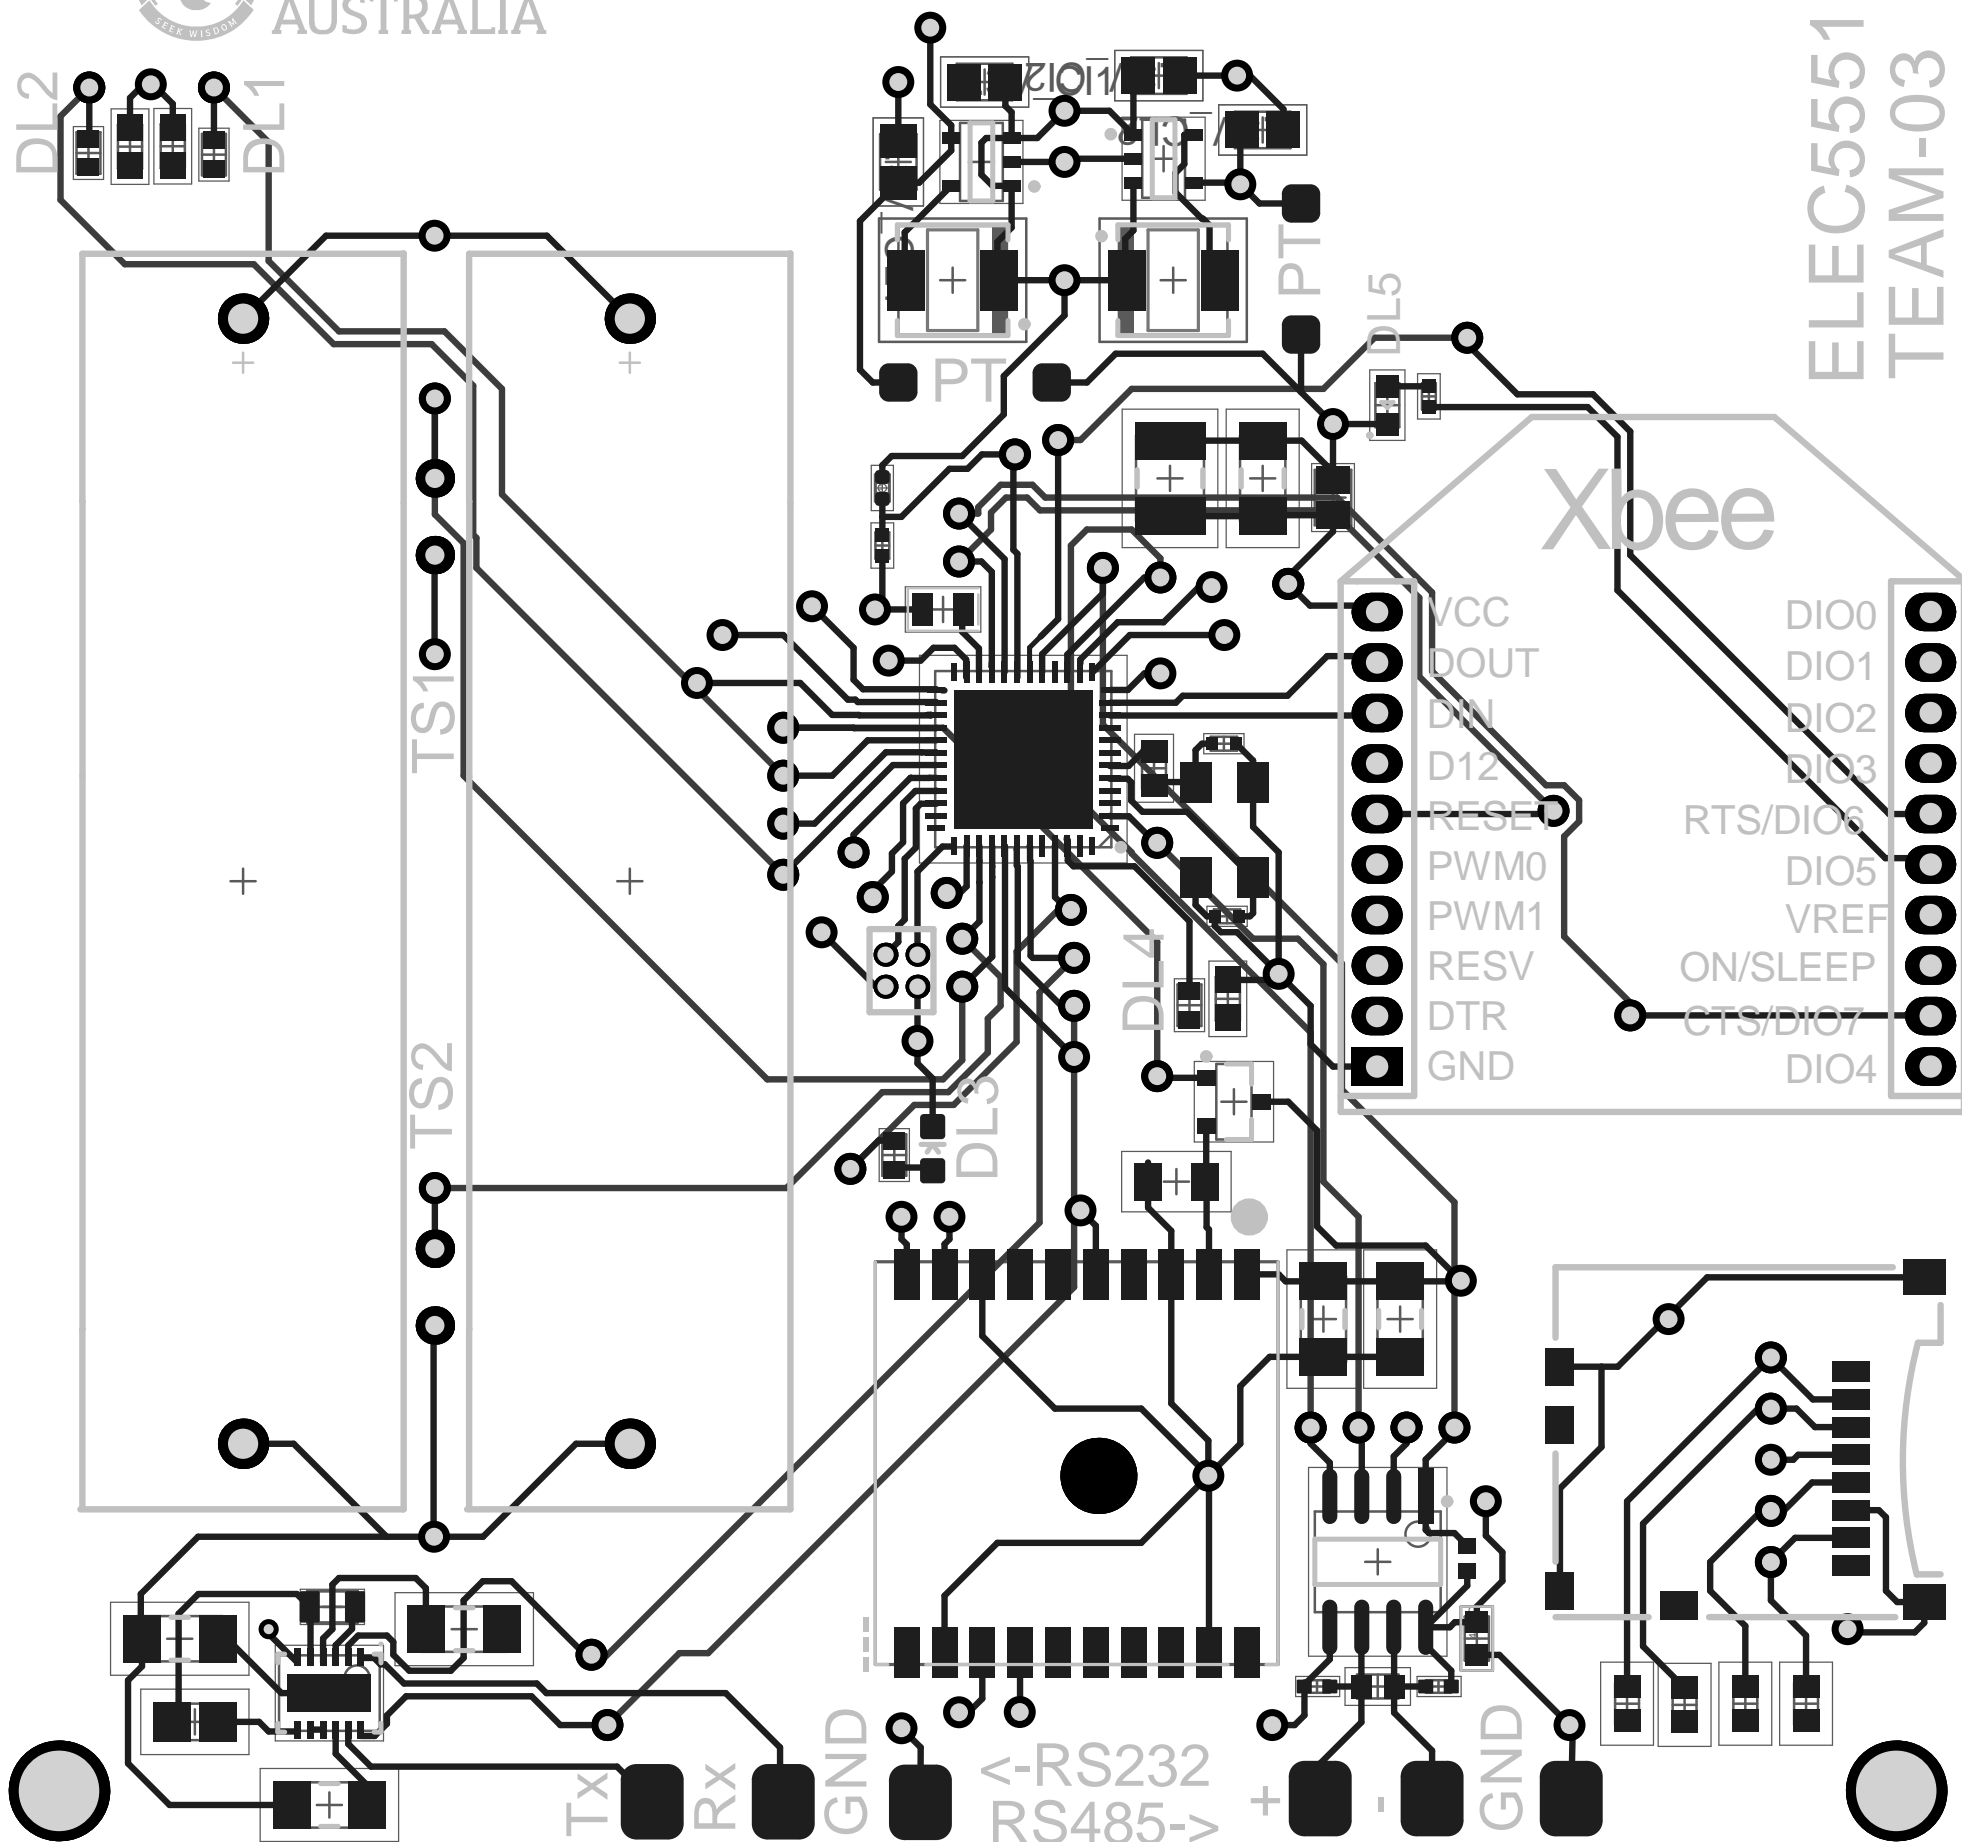 SEEK WISDOM
AUSTRALIA
DL2
DL1
ELEC5551
TEAM-03
PT
DL5
PT
Xbee
VCC
DOUT
DIN
D12
RESET
PWM0
PWM1
RESV
DTR
GND
DIO0
DIO1
DIO2
DIO3
RTS/DIO6
DIO5
VREF
ON/SLEEP
CTS/DIO7
DIO4
TS1
TS2
DL4
DL3
Tx
Rx
GND
<-RS232
RS485->
+
-
GND